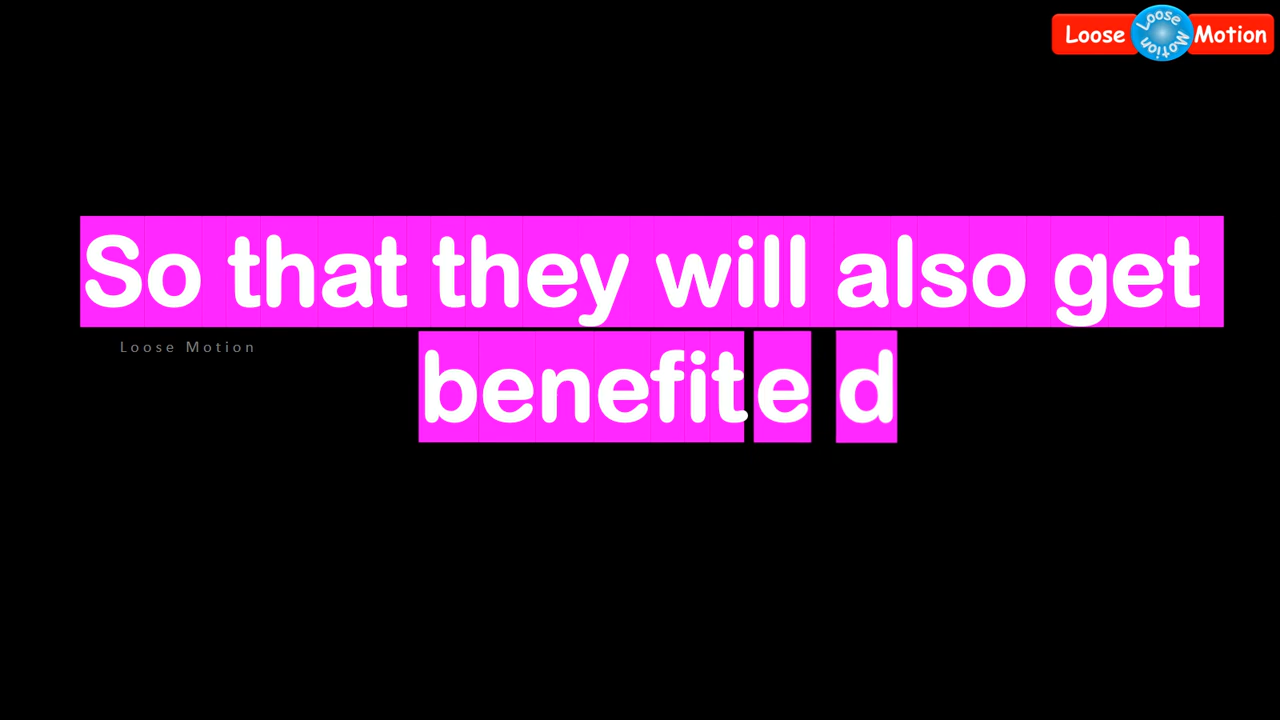 Loose Loose Motion Motion
So that they will also get
Loose Motion
benefite d